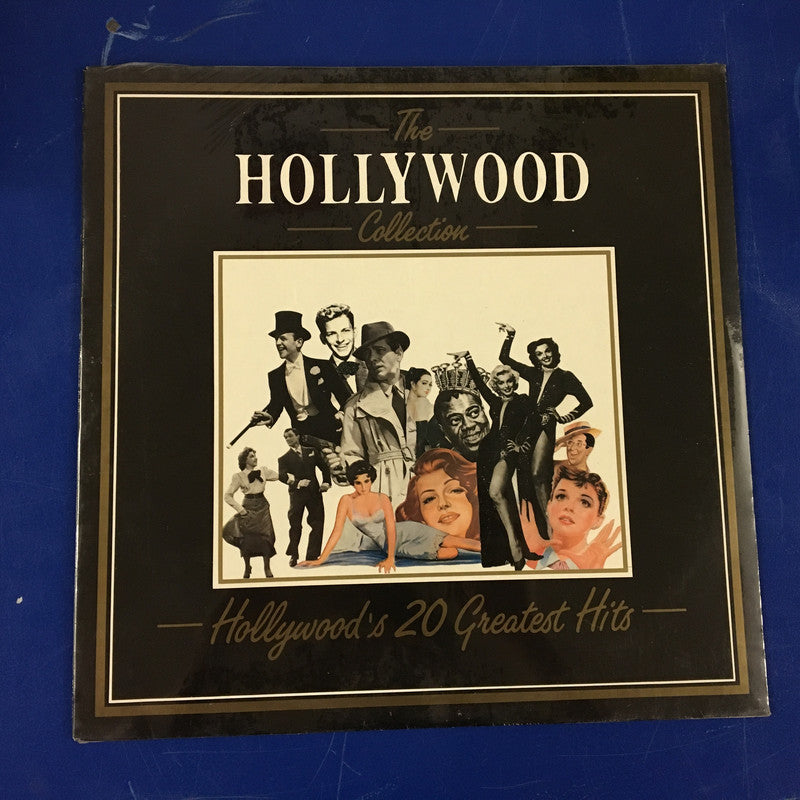 The
HOLLYWOOD
Collection
Hollywood's 20 Greatest Hits